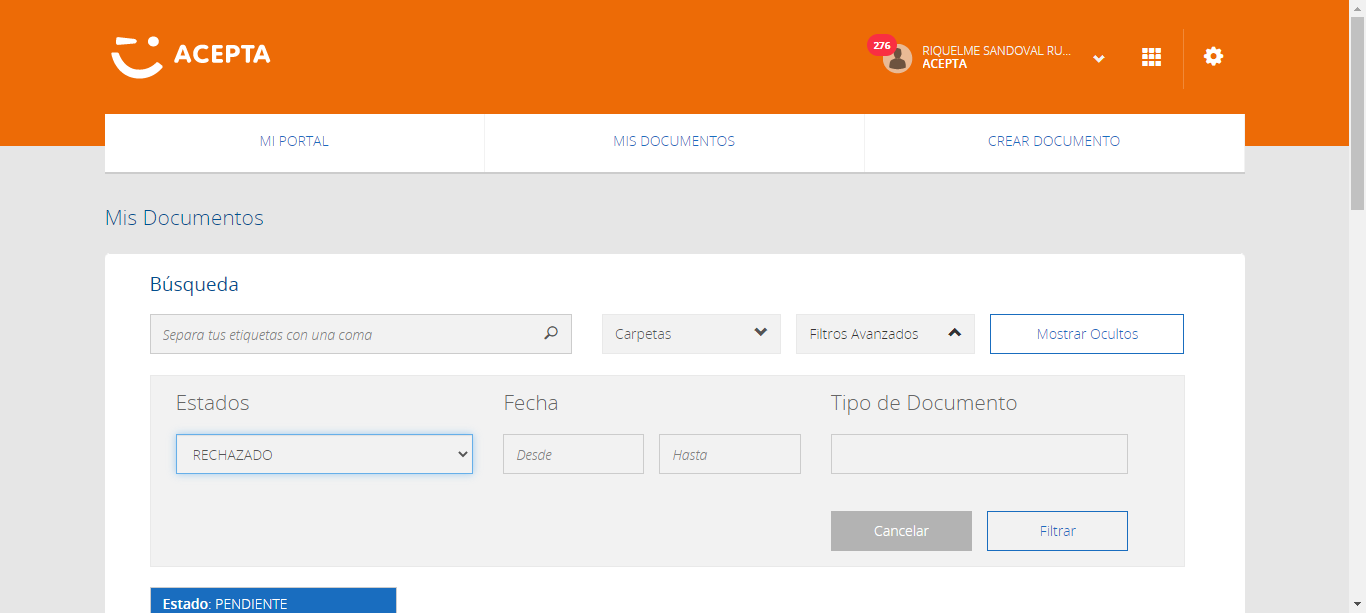 ACEPTA
276
RIQUELME SANDOVAL RU...
ACEPTA
MI PORTAL
MIS DOCUMENTOS
CREAR DOCUMENTO
Mis Documentos
Búsqueda
Separa tus etiquetas con una coma
Carpetas
Filtros Avanzados
Mostrar Ocultos
Estados
Fecha
Tipo de Documento
RECHAZADO
Desde
Hasta
Cancelar
Filtrar
Estado: PENDIENTE